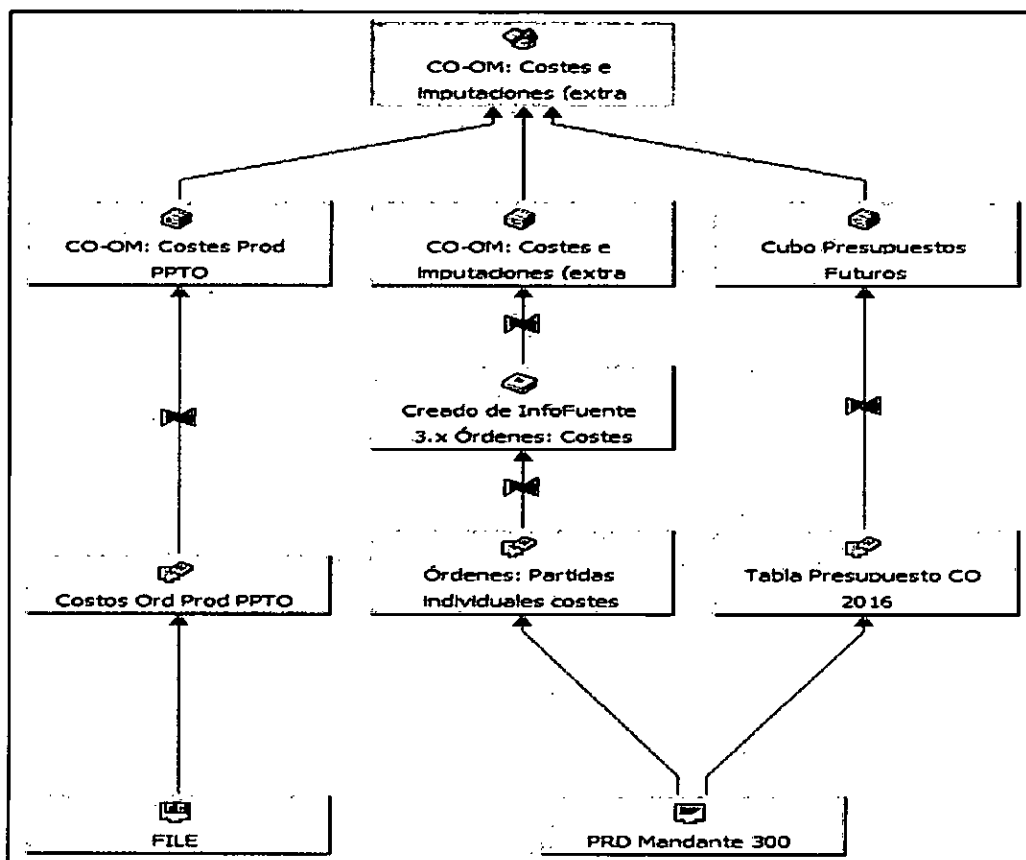 CO-OM: Costes e
Imputaciones (extra
CO-OM: Costes Prod
PPTO
CO-OM: Costes e
Imputaciones (extra
Cubo Presupuestos
Futuros
Creado de InfoFuente
3.x Órdenes: Costes
Costos Ord Prod PPTO
Órdenes: Partidas
individuales costes
Tabla Presupuesto CO
2016
FILE
PRD Mandante 300